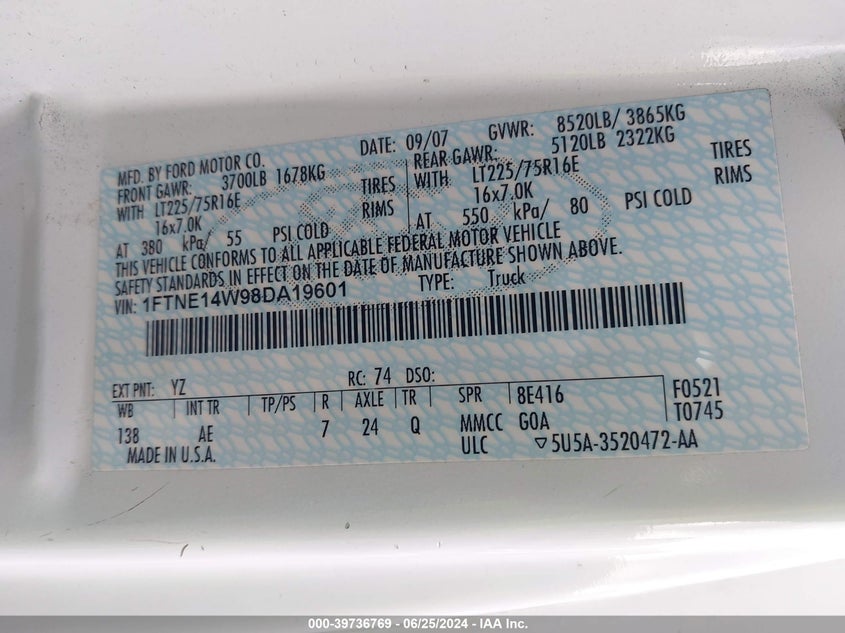 MFD. BY FORD MOTOR CO. DATE: 09/07 GVWR: 8520LB/ 3865KG
FRONT GAWR: 3700LB 1678KG REAR GAWR: 5120LB 2322KG
WITH LT225/75R16E TIRES WITH LT225/75R16E TIRES
16x7.0K RIMS 16x7.0K RIMS
AT 380 kPa/ 55 PSI COLD AT 550 kPa/ 80 PSI COLD
THIS VEHICLE CONFORMS TO ALL APPLICABLE FEDERAL MOTOR VEHICLE
SAFETY STANDARDS IN EFFECT ON THE DATE OF MANUFACTURE SHOWN ABOVE.
VIN: 1FTNE14W98DA19601 TYPE: Truck
EXT PNT: YZ RC: 74 DSO:
WB INT TR TP/PS R AXLE TR SPR 8E416 F0521
138 AE 7 24 Q MMCC G0A T0745
MADE IN U.S.A. ULC ▽5U5A-3520472-AA
000-39736769 - 06/25/2024 - IAA Inc.